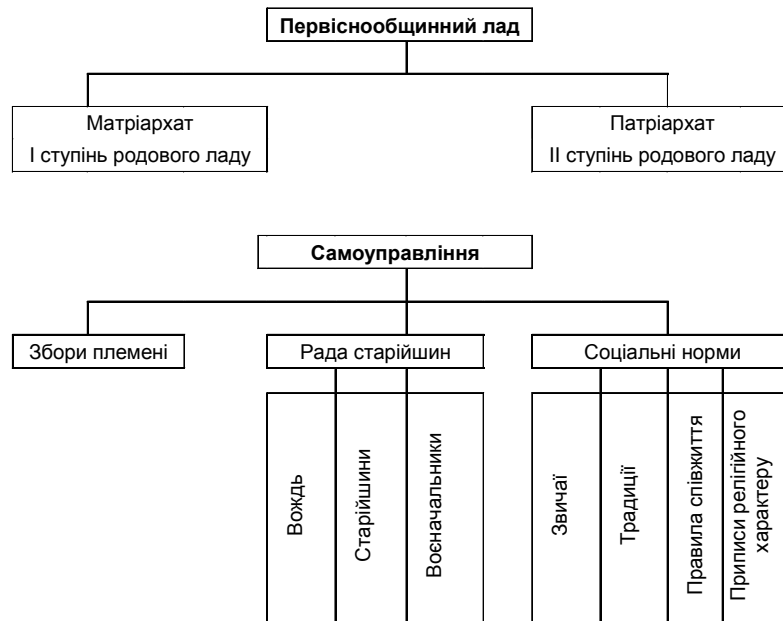 Первіснообщинний лад
Матріархат
І ступінь родового ладу
Патріархат
ІІ ступінь родового ладу
Самоуправління
Збори племені
Рада старійшин
Соціальні норми
Вождь
Старійшини
Воєначальники
Звичаї
Традиції
Правила співжиття
Приписи релігійного
характеру